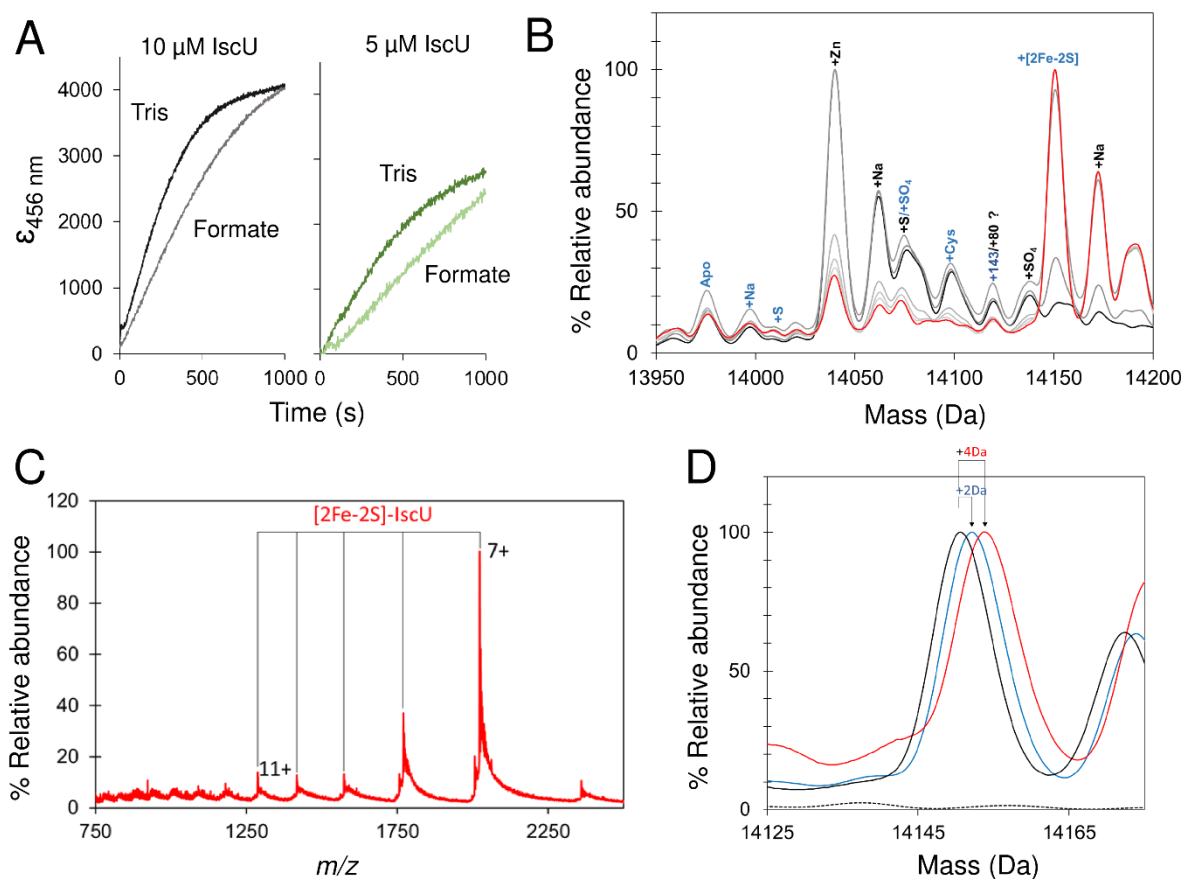 A
10 µM IscU
5 µM IscU
ε456 nm
4000
3000
2000
1000
0
Tris
Formate
Tris
Formate
0
500
1000
0
500
1000
Time (s)
B
% Relative abundance
100
50
0
Apo
+Na
+S
+Zn
+Na
+S/+SO4
+Cys
+143/+80 ?
+SO4
+[2Fe-2S]
+Na
13950
14000
14050
14100
14150
14200
Mass (Da)
C
% Relative abundance
120
100
80
60
40
20
0
[2Fe-2S]-IscU
7+
11+
750
1250
1750
2250
m/z
D
% Relative abundance
100
50
0
+4Da
+2Da
14125
14145
14165
Mass (Da)